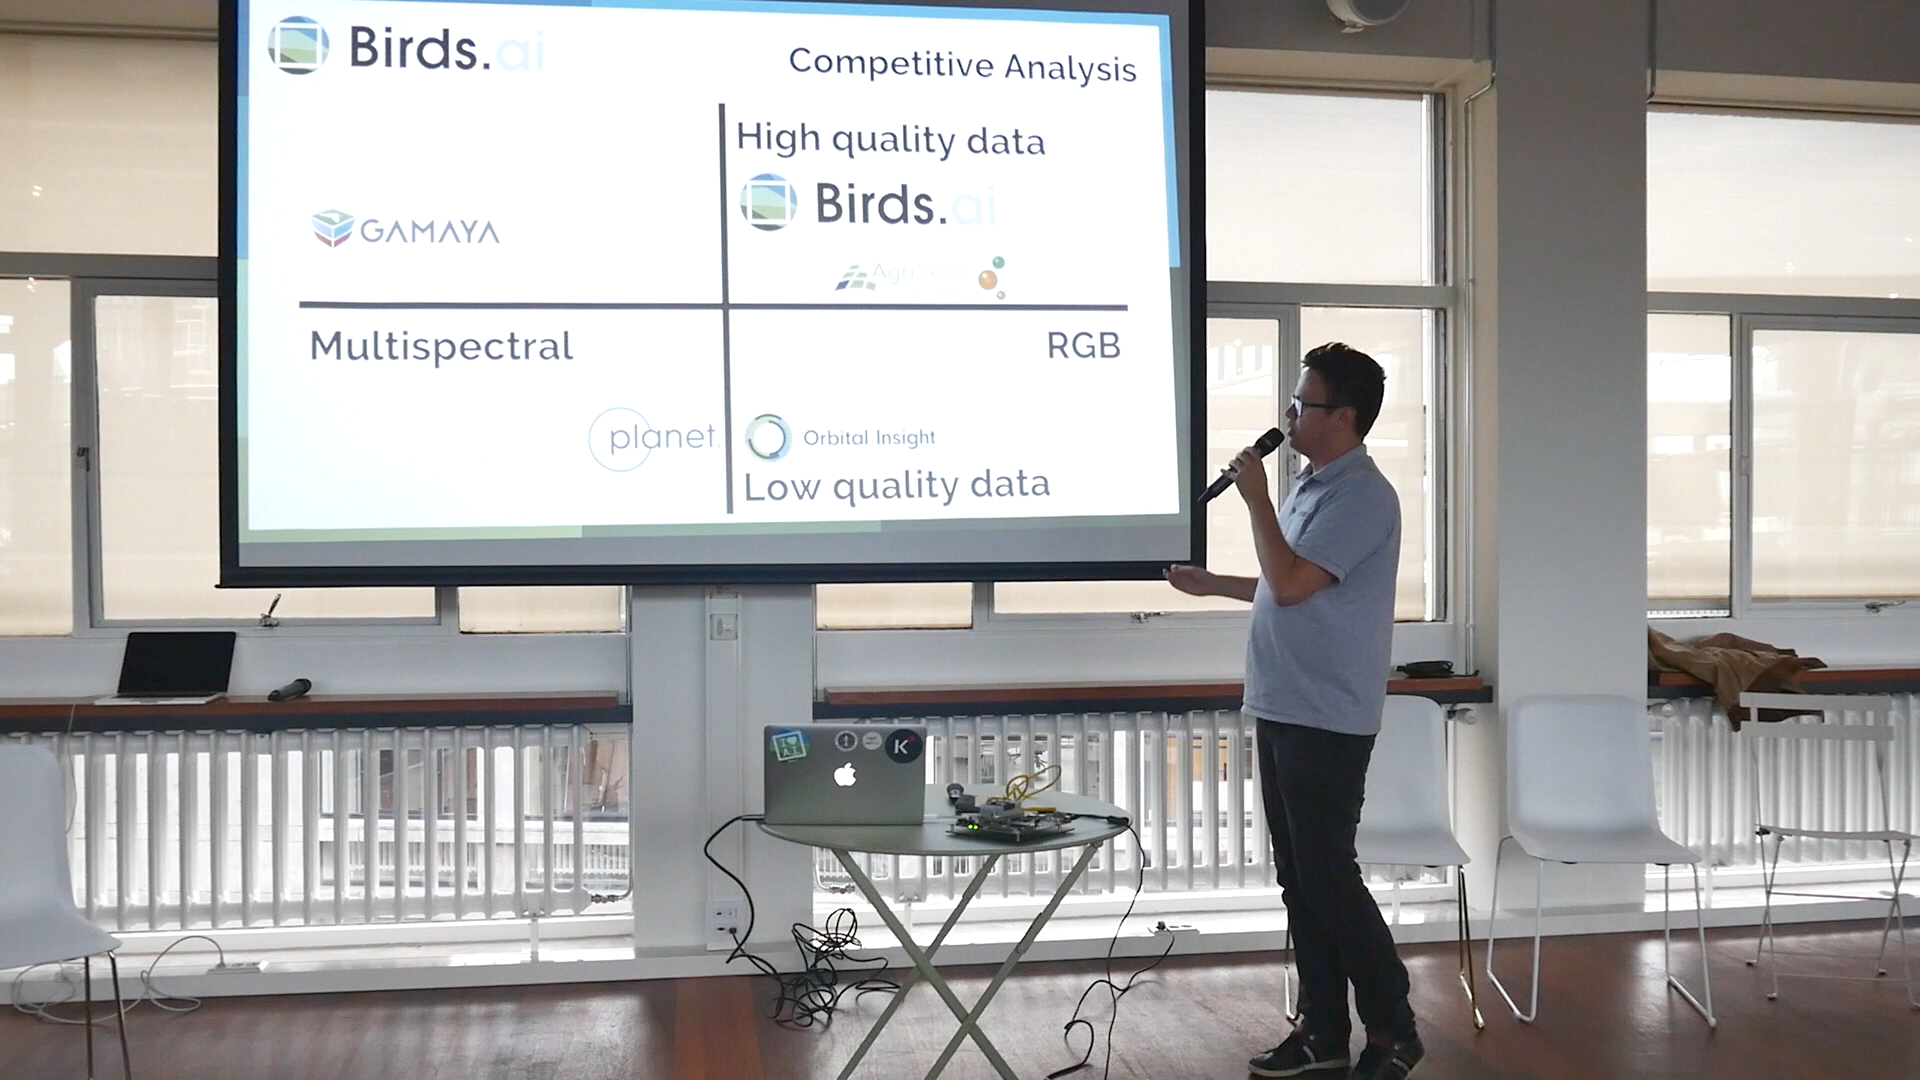 Birds.ai
Competitive Analysis
High quality data
Birds.ai
GAMAYA
Multispectral
RGB
planet.
Orbital Insight
Low quality data
I
A.I.
K